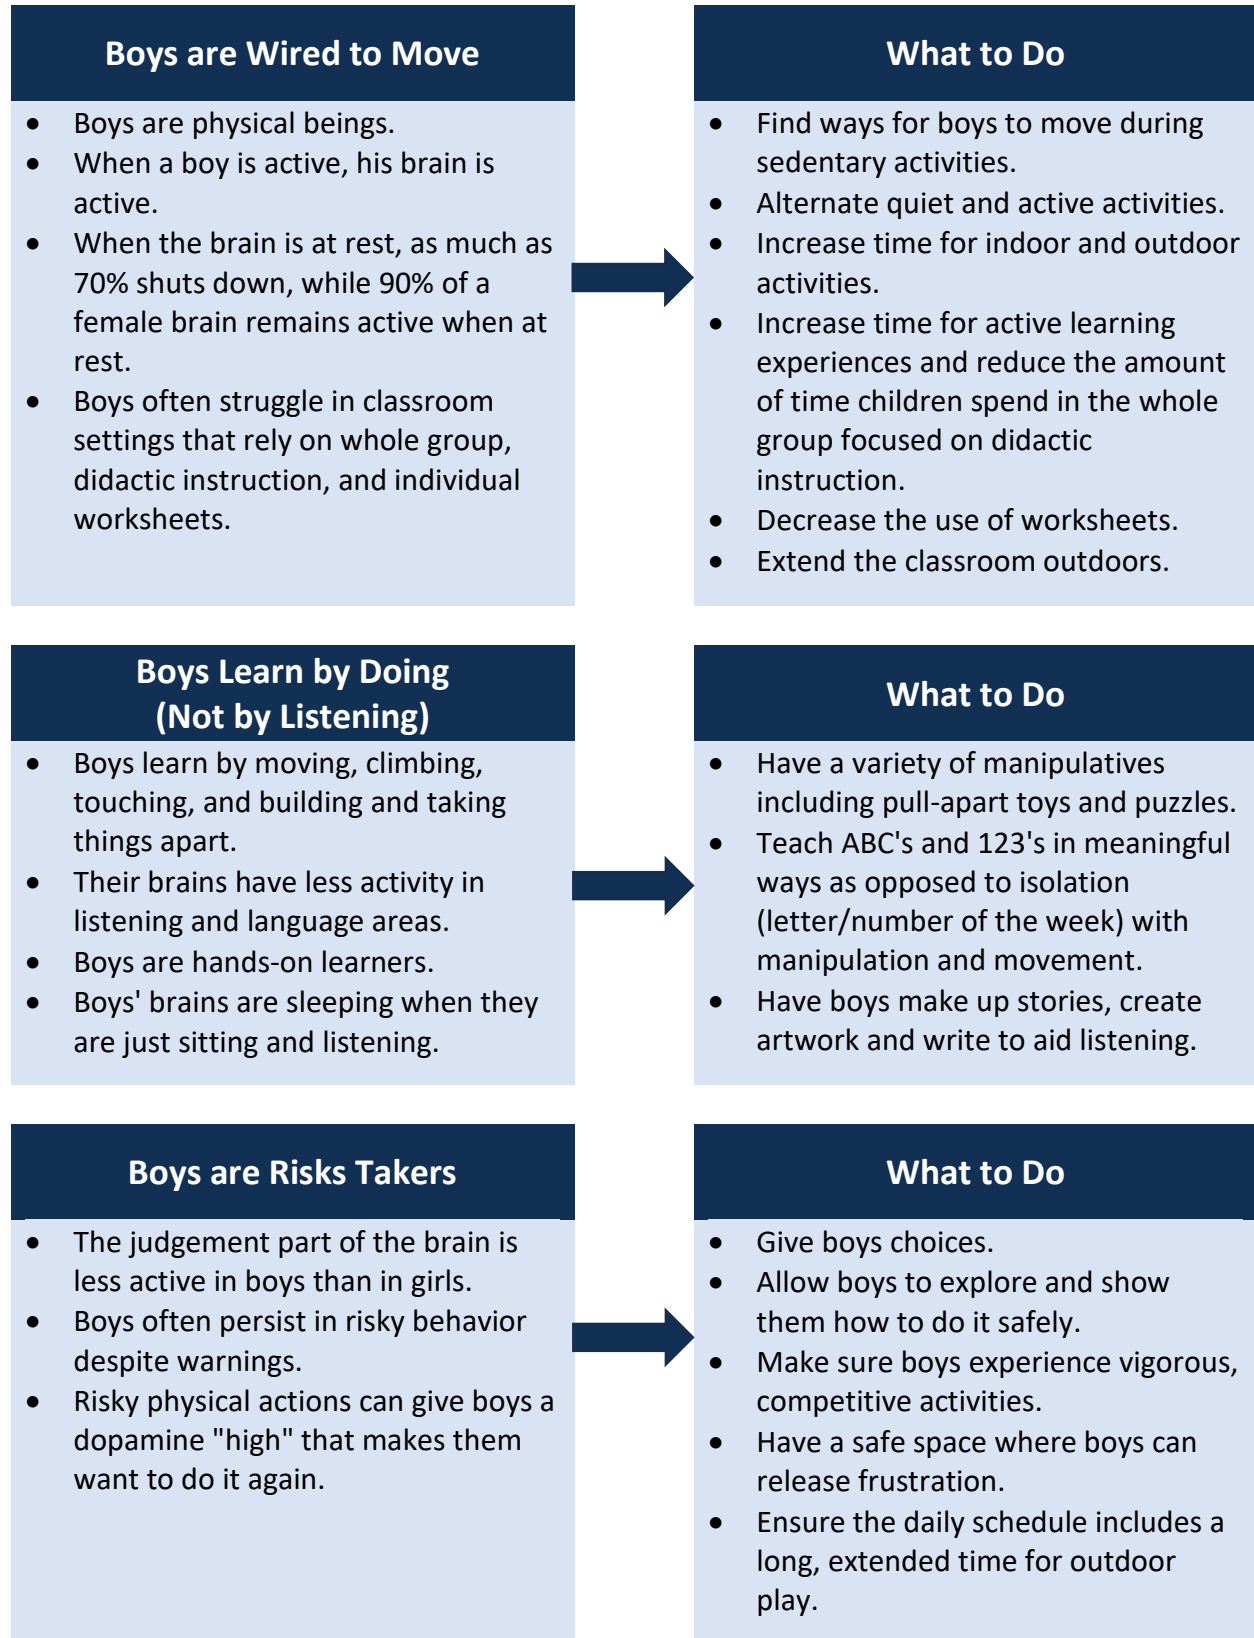 Boys are Wired to Move
• Boys are physical beings.
• When a boy is active, his brain is
active.
• When the brain is at rest, as much as
70% shuts down, while 90% of a
female brain remains active when at
rest.
• Boys often struggle in classroom
settings that rely on whole group,
didactic instruction, and individual
worksheets.
What to Do
• Find ways for boys to move during
sedentary activities.
• Alternate quiet and active activities.
• Increase time for indoor and outdoor
activities.
• Increase time for active learning
experiences and reduce the amount
of time children spend in the whole
group focused on didactic
instruction.
• Decrease the use of worksheets.
• Extend the classroom outdoors.
Boys Learn by Doing
(Not by Listening)
• Boys learn by moving, climbing,
touching, and building and taking
things apart.
• Their brains have less activity in
listening and language areas.
• Boys are hands-on learners.
• Boys' brains are sleeping when they
are just sitting and listening.
What to Do
• Have a variety of manipulatives
including pull-apart toys and puzzles.
• Teach ABC's and 123's in meaningful
ways as opposed to isolation
(letter/number of the week) with
manipulation and movement.
• Have boys make up stories, create
artwork and write to aid listening.
Boys are Risks Takers
• The judgement part of the brain is
less active in boys than in girls.
• Boys often persist in risky behavior
despite warnings.
• Risky physical actions can give boys a
dopamine "high" that makes them
want to do it again.
What to Do
• Give boys choices.
• Allow boys to explore and show
them how to do it safely.
• Make sure boys experience vigorous,
competitive activities.
• Have a safe space where boys can
release frustration.
• Ensure the daily schedule includes a
long, extended time for outdoor
play.